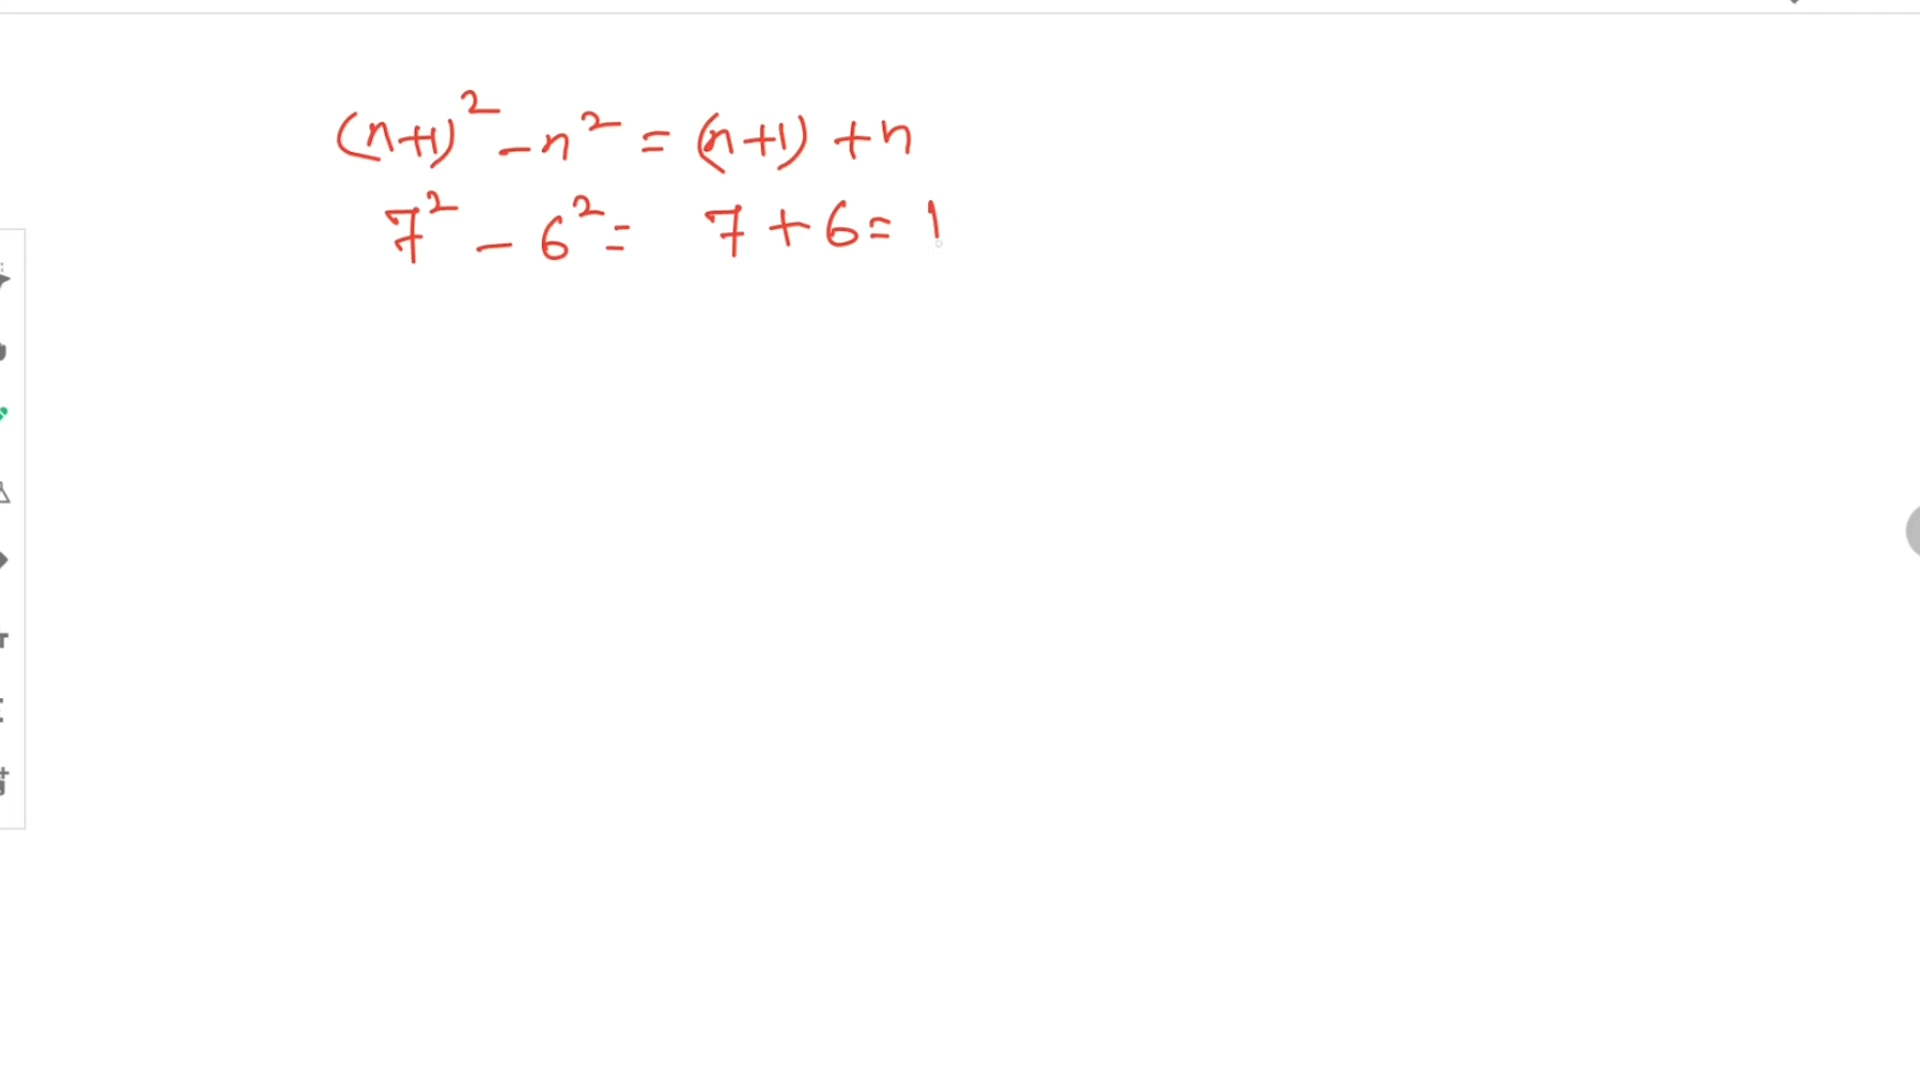 (n+1)² - n² = (n+1) + n
7² - 6² = 7 + 6 = 1